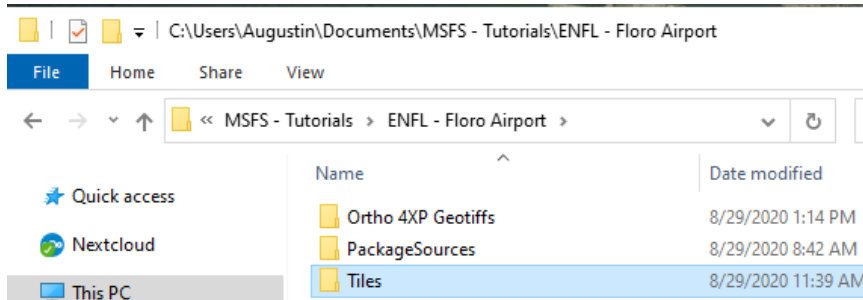 C:\Users\Augustin\Documents\MSFS - Tutorials\ENFL - Floro Airport
File Home Share View
« MSFS - Tutorials > ENFL - Floro Airport >
Name Date modified
Quick access
Ortho 4XP Geotiffs 8/29/2020 1:14 PM
Nextcloud
PackageSources 8/29/2020 8:42 AM
This PC
Tiles 8/29/2020 11:39 AM